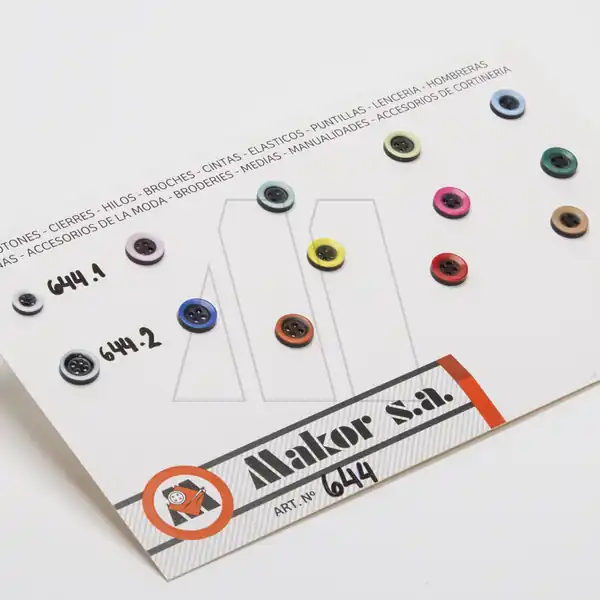 BOTONES - CIERRES - HILOS - BROCHES - CINTAS - ELASTICOS - PUNTILLAS - LENCERIA - HOMBRERAS
- ACCESORIOS DE LA MODA - BRODERIES - MEDIAS - MANUALIDADES - ACCESORIOS DE CORTINERIA
644.1
644.2
Makor s.a.
ART. Nº 644